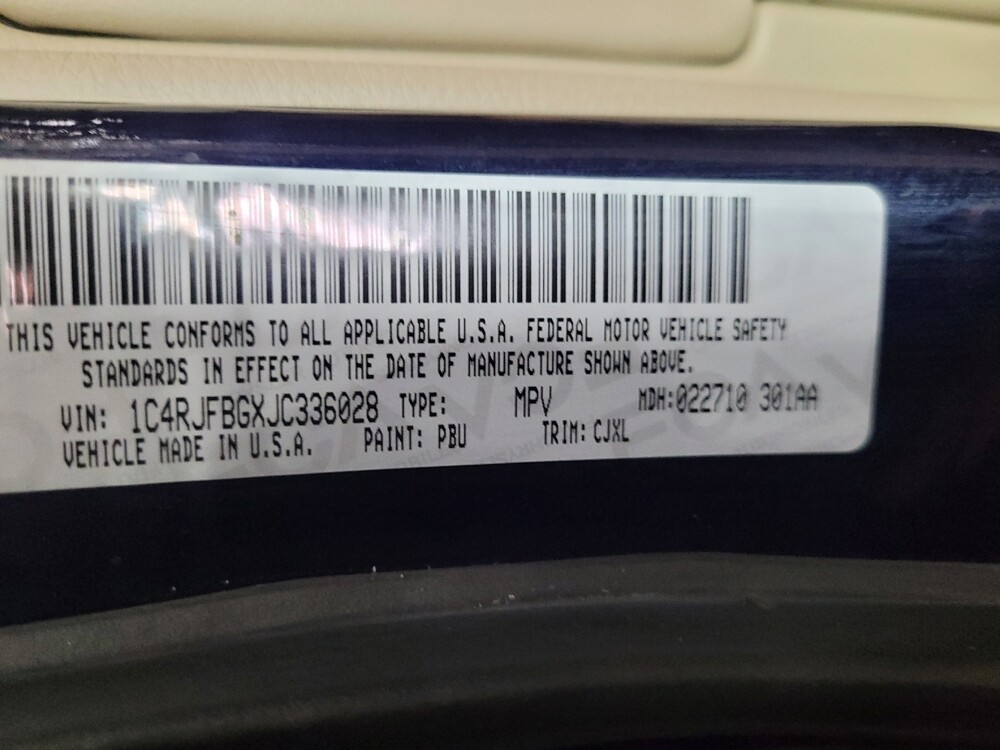 THIS VEHICLE CONFORMS TO ALL APPLICABLE U.S.A. FEDERAL MOTOR VEHICLE SAFETY
STANDARDS IN EFFECT ON THE DATE OF MANUFACTURE SHOWN ABOVE.
VIN: 1C4RJFBGXJC336028 TYPE: MPV MDH:022710 301AA
VEHICLE MADE IN U.S.A. PAINT: PBU TRIM: CJXL